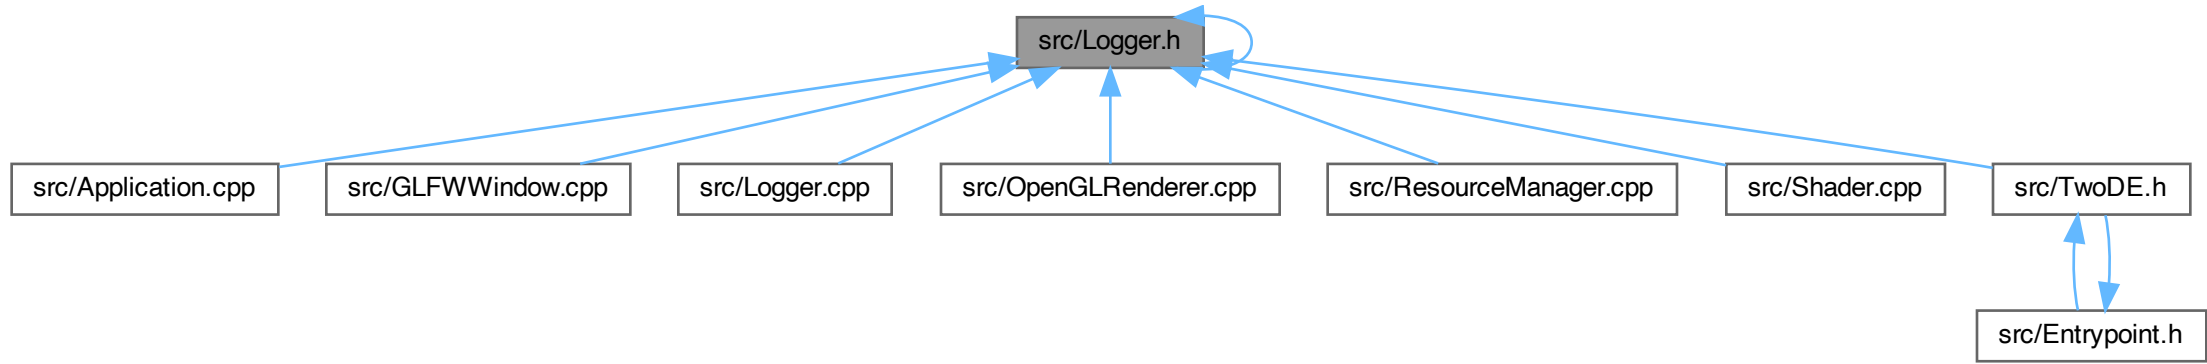 src/Logger.h
src/Application.cpp
src/GLFWWindow.cpp
src/Logger.cpp
src/OpenGLRenderer.cpp
src/ResourceManager.cpp
src/Shader.cpp
src/TwoDE.h
src/Entrypoint.h